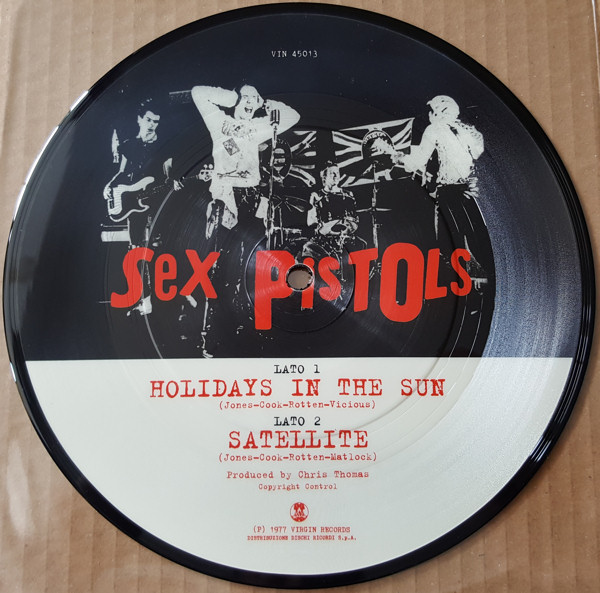 VIN 45013
Sex PisTOLs
LATO 1
HOLIDAYS IN THE SUN
(Jones-Cook-Rotten-Vicious)
LATO 2
SATELLITE
(Jones-Cook-Rotten-Matlock)
Produced by Chris Thomas
Copyright Control
(P) 1977 VIRGIN RECORDS
DISTRIBUZIONE DISCHI RICORDI S.p.A.